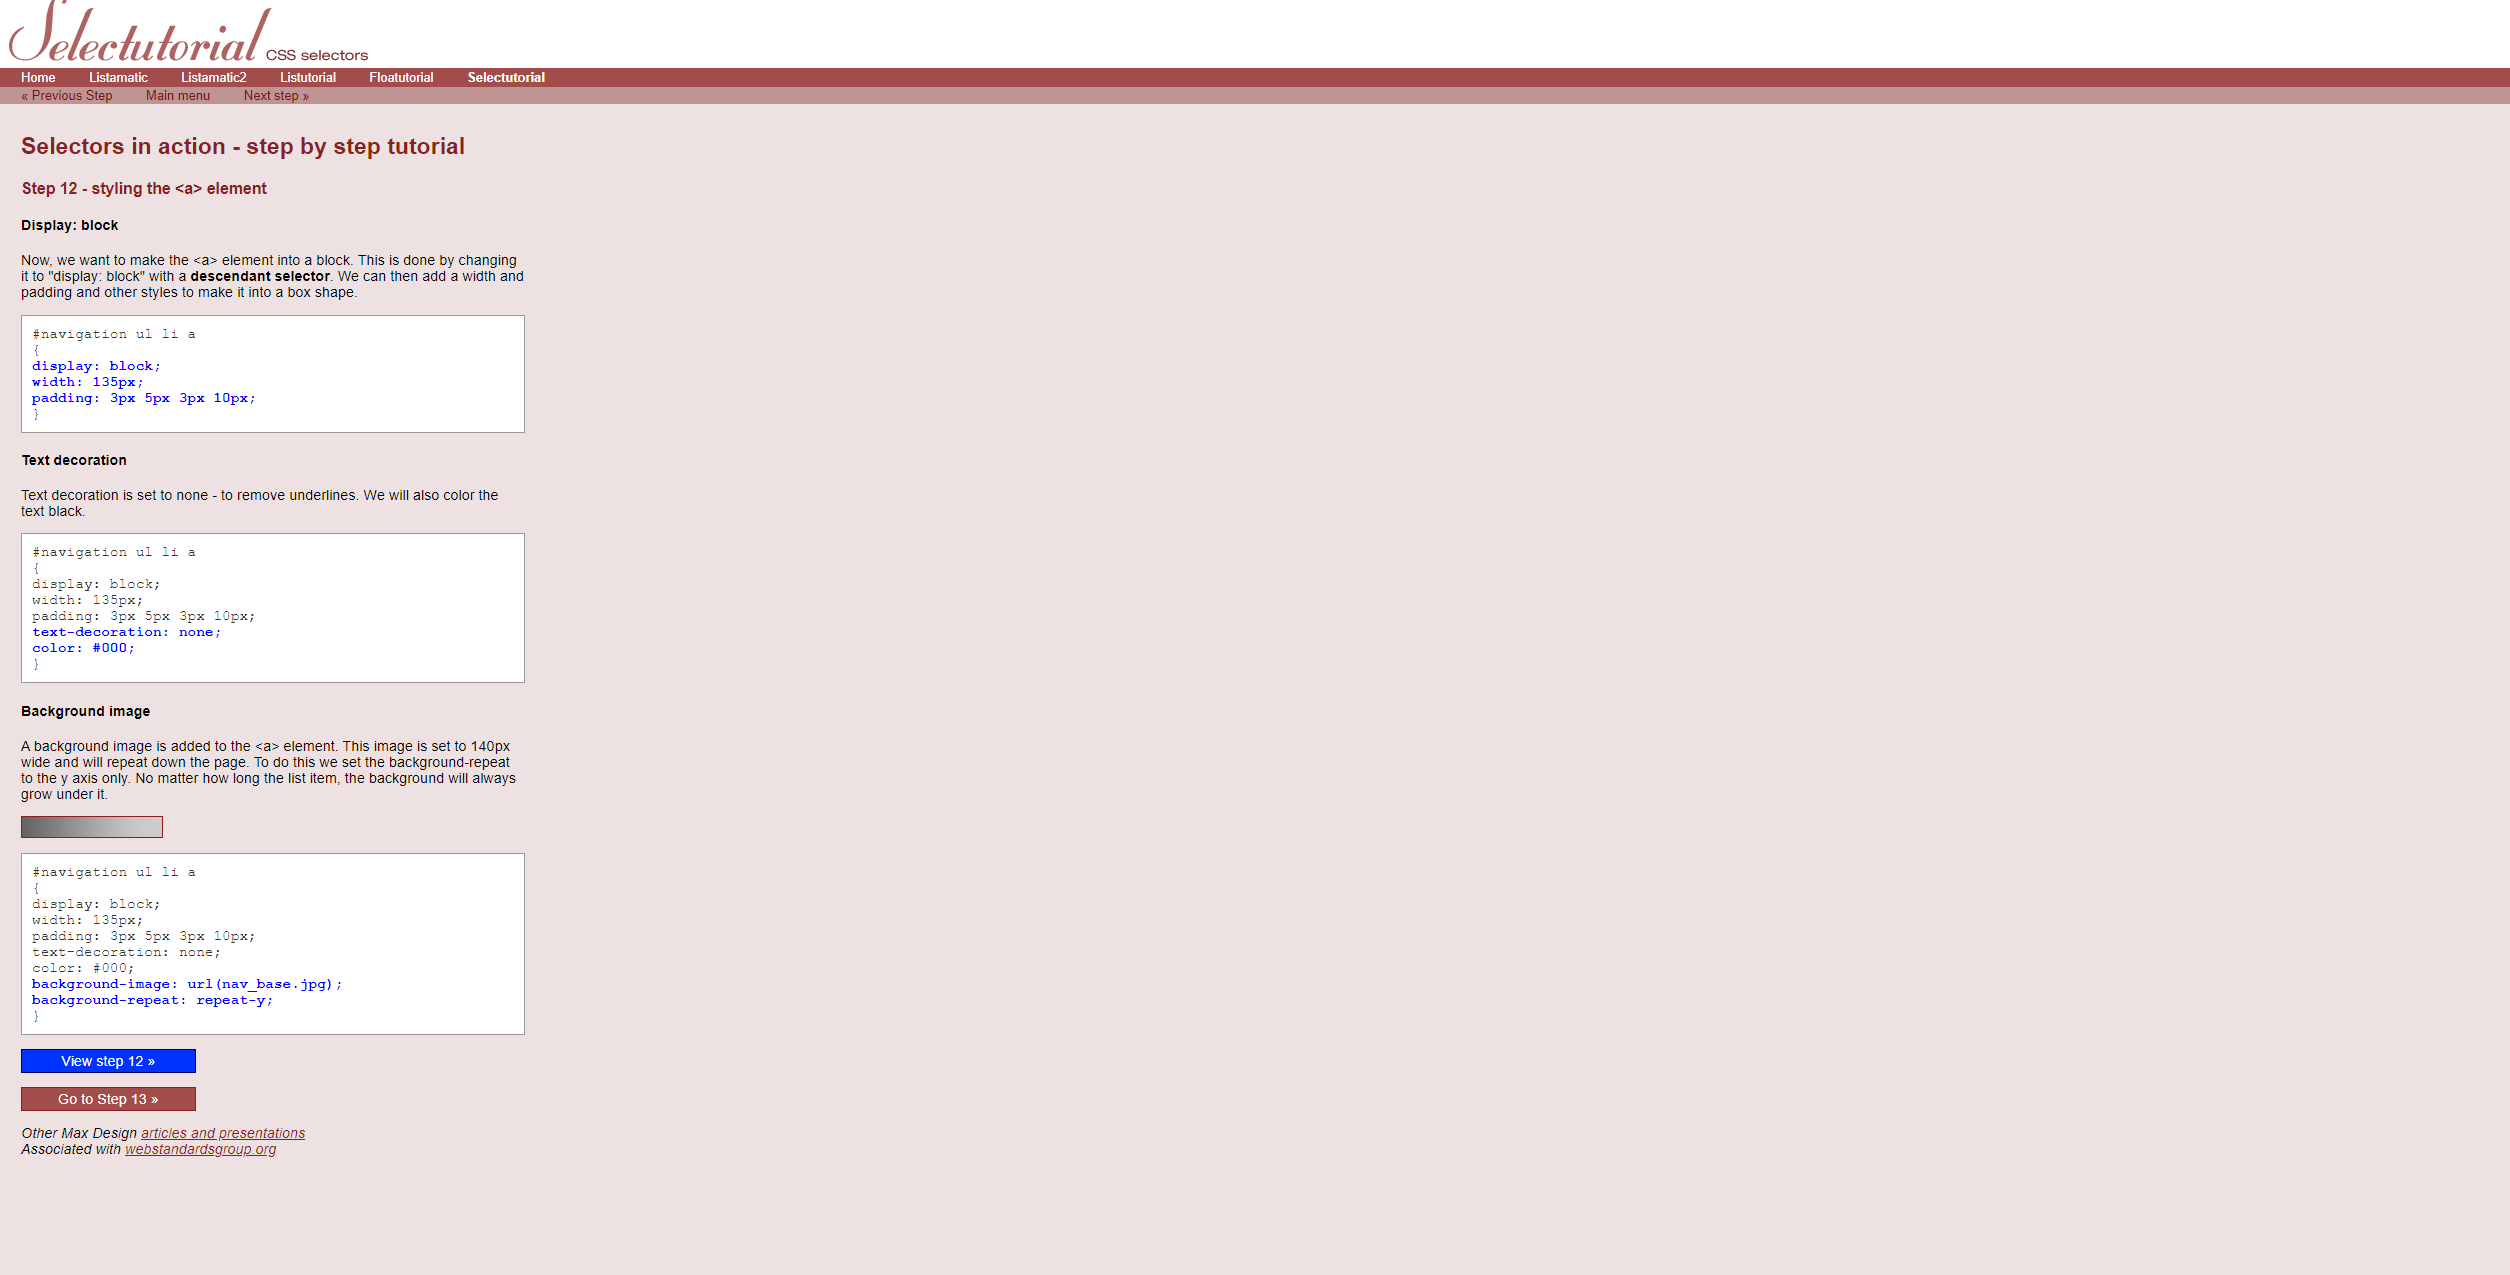 Selectutorial CSS selectors
Home Listamatic Listamatic2 Listutorial Floatutorial Selectutorial
« Previous Step Main menu Next step »
Selectors in action - step by step tutorial
Step 12 - styling the <a> element
Display: block
Now, we want to make the <a> element into a block. This is done by changing
it to "display: block" with a descendant selector. We can then add a width and
padding and other styles to make it into a box shape.
#navigation ul li a
{
display: block;
width: 135px;
padding: 3px 5px 3px 10px;
}
Text decoration
Text decoration is set to none - to remove underlines. We will also color the
text black.
#navigation ul li a
{
display: block;
width: 135px;
padding: 3px 5px 3px 10px;
text-decoration: none;
color: #000;
}
Background image
A background image is added to the <a> element. This image is set to 140px
wide and will repeat down the page. To do this we set the background-repeat
to the y axis only. No matter how long the list item, the background will always
grow under it.
#navigation ul li a
{
display: block;
width: 135px;
padding: 3px 5px 3px 10px;
text-decoration: none;
color: #000;
background-image: url(nav_base.jpg);
background-repeat: repeat-y;
}
View step 12 »
Go to Step 13 »
Other Max Design articles and presentations
Associated with webstandardsgroup.org